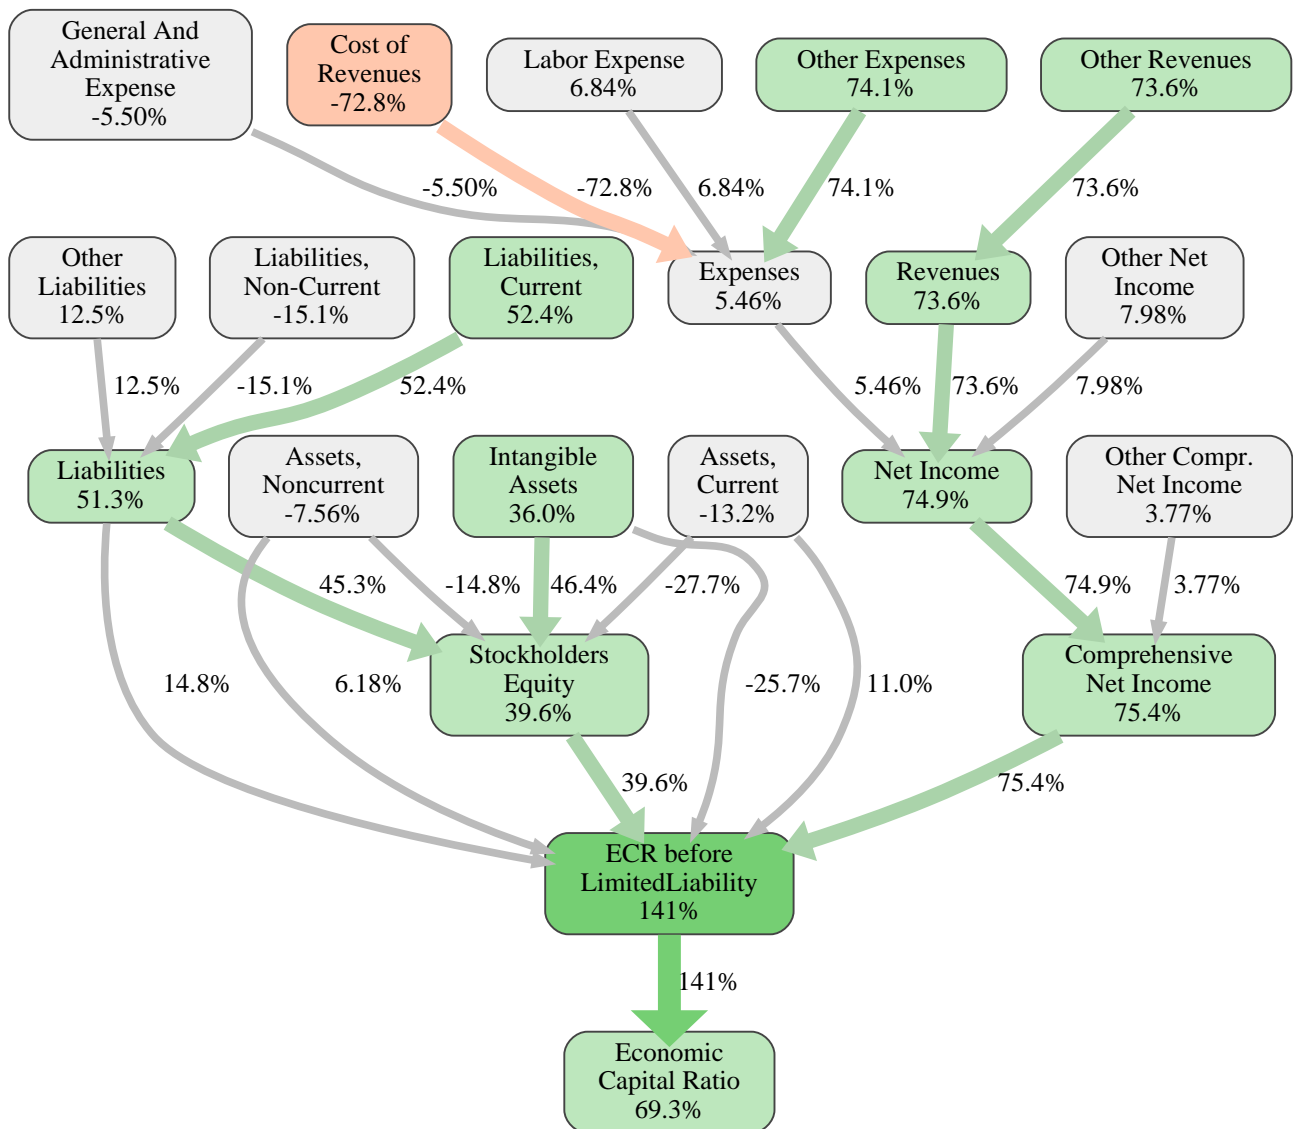 General And
Administrative
Expense
-5.50%
Cost of
Revenues
-72.8%
Labor Expense
6.84%
Other Expenses
74.1%
Other Revenues
73.6%
-5.50%
-72.8%
6.84%
74.1%
73.6%
Other
Liabilities
12.5%
Liabilities,
Non-Current
-15.1%
Liabilities,
Current
52.4%
Expenses
5.46%
Revenues
73.6%
Other Net
Income
7.98%
12.5%
-15.1%
52.4%
5.46%
73.6%
7.98%
Liabilities
51.3%
Assets,
Noncurrent
-7.56%
Intangible
Assets
36.0%
Assets,
Current
-13.2%
Net Income
74.9%
Other Compr.
Net Income
3.77%
45.3%
-14.8%
46.4%
-27.7%
74.9%
3.77%
14.8%
6.18%
Stockholders
Equity
39.6%
-25.7%
11.0%
Comprehensive
Net Income
75.4%
39.6%
75.4%
ECR before
LimitedLiability
141%
141%
Economic
Capital Ratio
69.3%